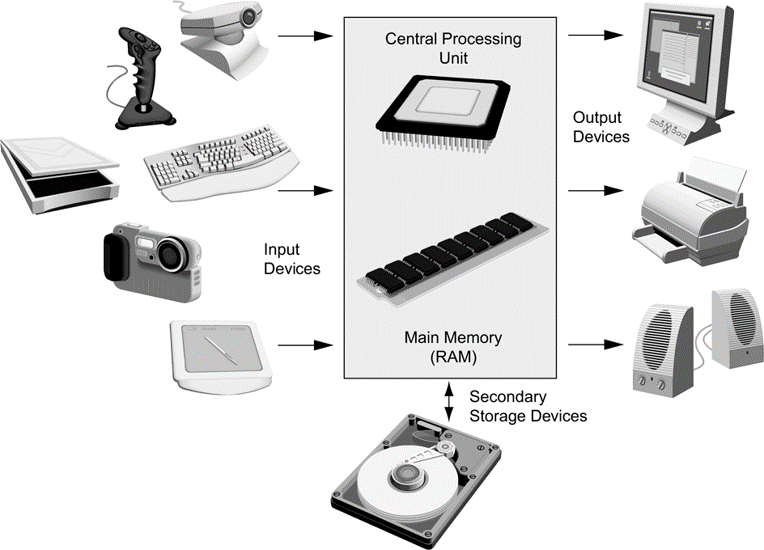 Central Processing
Unit
Output
Devices
Input
Devices
Main Memory
(RAM)
Secondary
Storage Devices